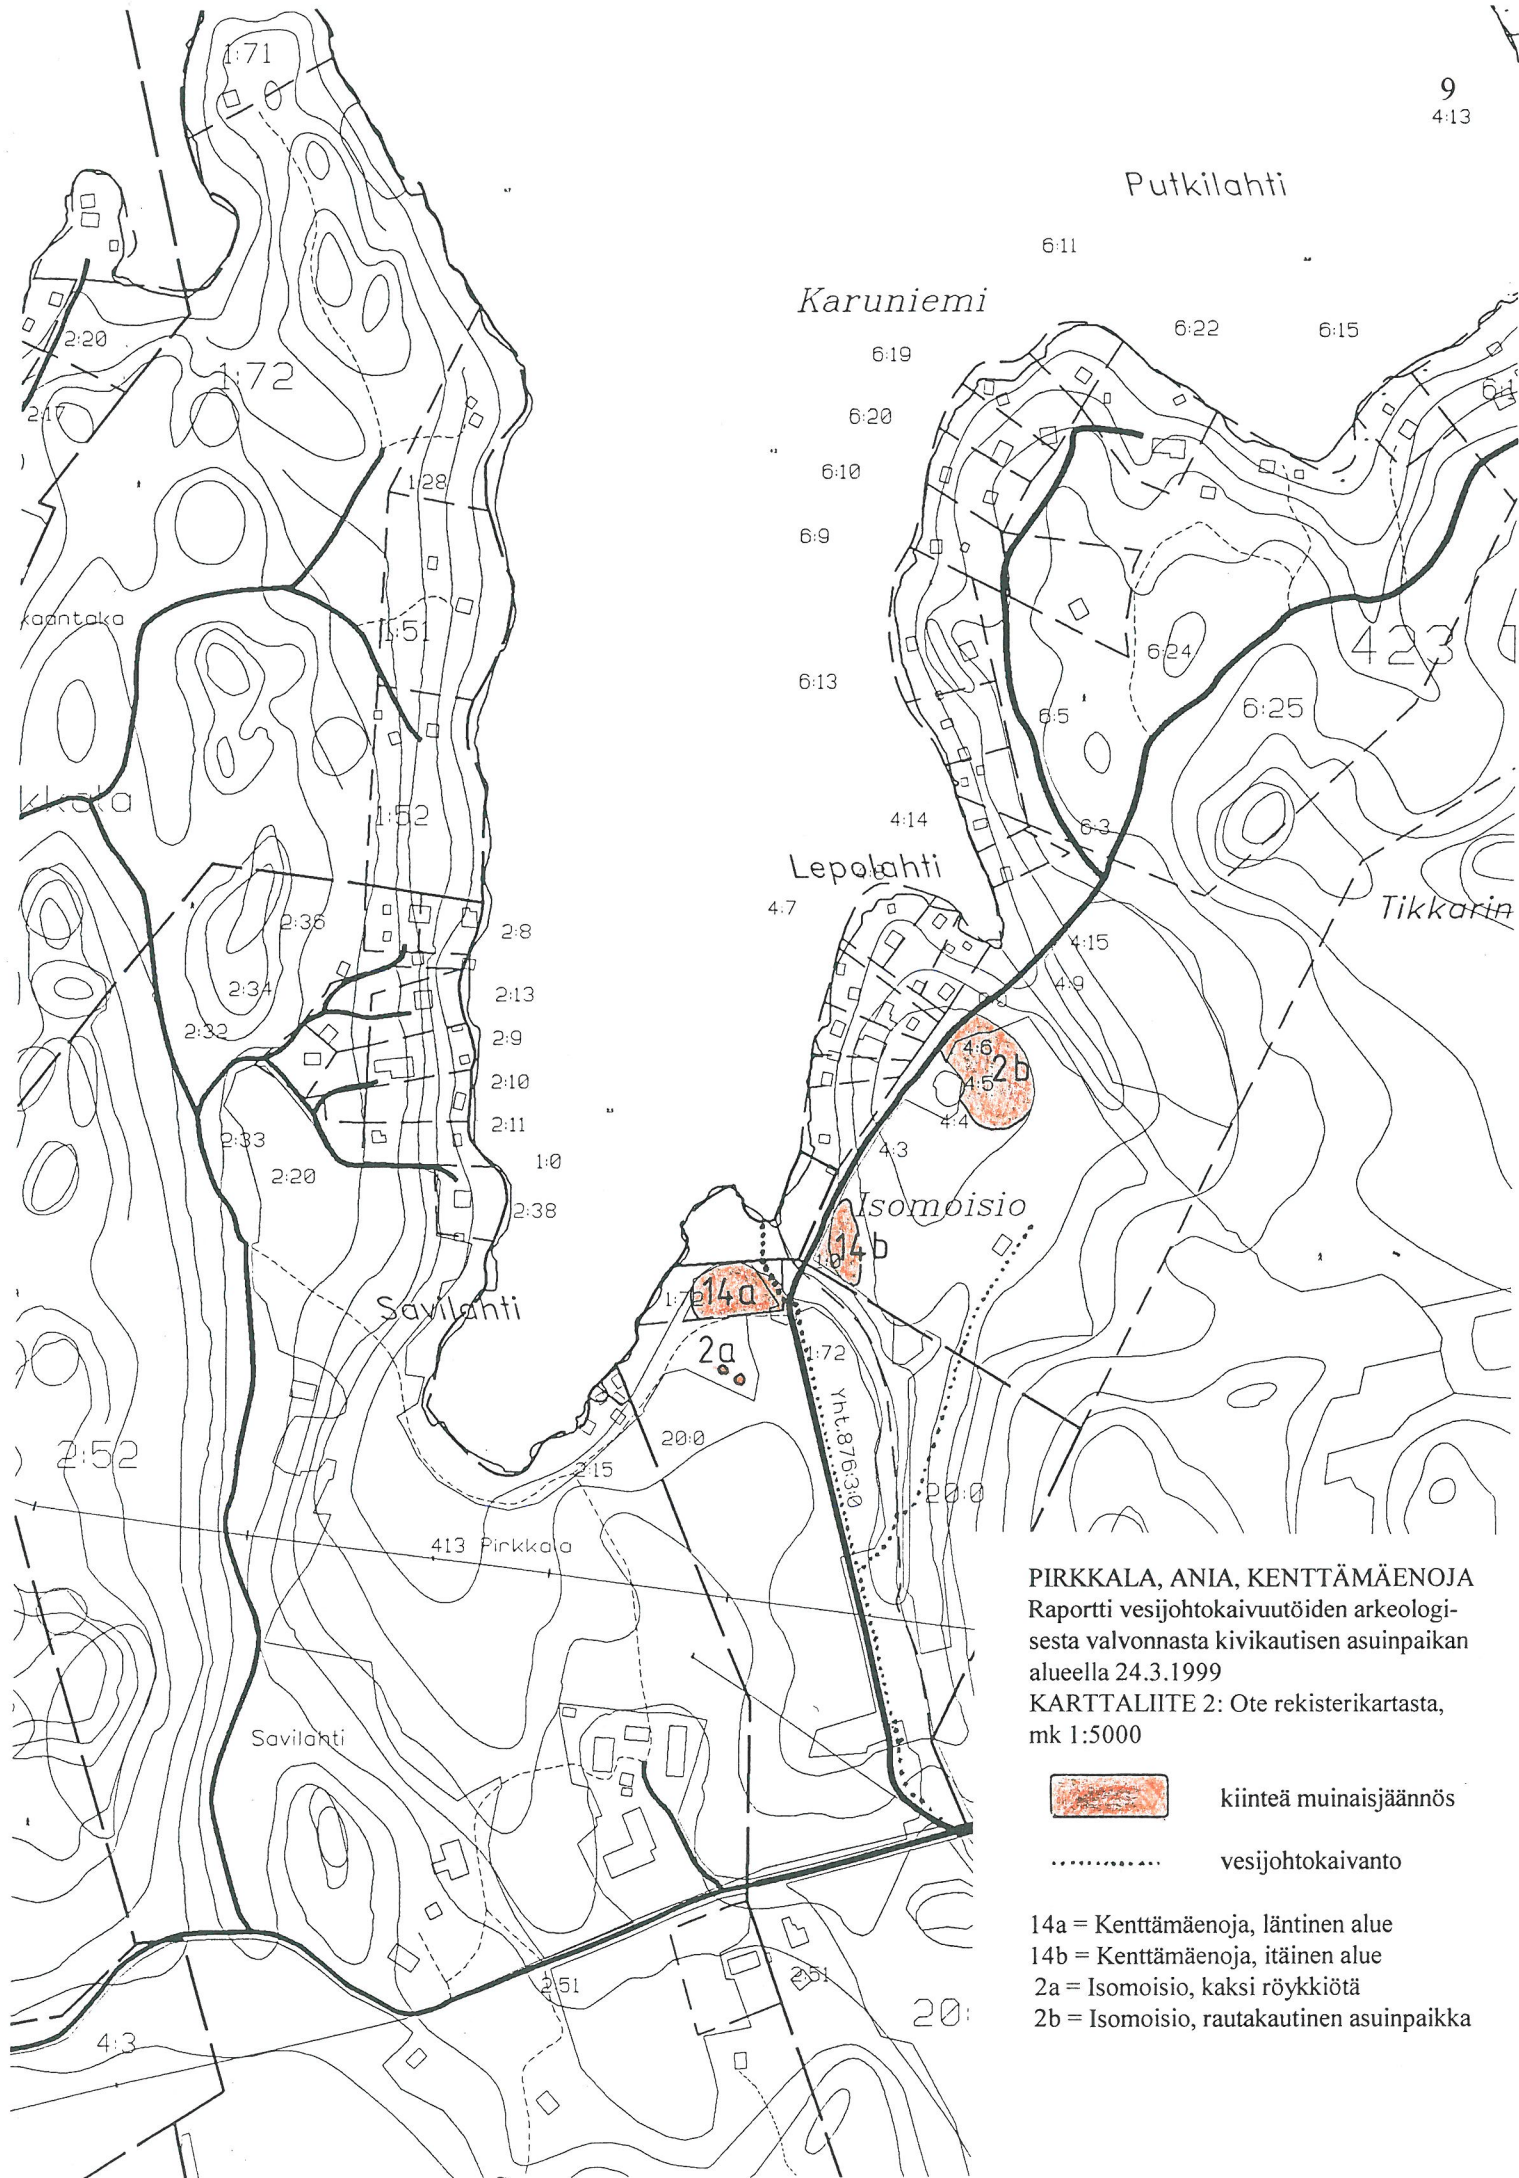 9
4:13
1:71
Putkilahti
6:11
Karuniemi
6:22
6:15
6:19
2:20
1:72
2:17
6:20
6:10
1:28
6:9
1:51
6:24
423
6:13
6:5
6:25
1:52
4:14
6:3
Lepolahti
4:7
Tikkarin
2:36
2:8
4:15
2:34
2:13
4:9
2:32
2:9
4:6
2b
4:5
2:10
4:4
2:11
2:33
4:3
1:0
2:20
2:38
Isomoisio
14b
1:0
Savilahti
1:72
14a
2a
1:72
Yht.876:3:0
20:0
2:52
2:15
20:0
413 Pirkkala
PIRKKALA, ANIA, KENTTÄMÄENOJA
Raportti vesijohtokaivuutöiden arkeologi-
sesta valvonnasta kivikautisen asuinpaikan
alueella 24.3.1999
KARTTALIITE 2: Ote rekisterikartasta,
mk 1:5000
Savilahti
kiinteä muinaisjäännös
vesijohtokaivanto
14a = Kenttämäenoja, läntinen alue
14b = Kenttämäenoja, itäinen alue
2a = Isomoisio, kaksi röykkiötä
2b = Isomoisio, rautakautinen asuinpaikka
2:51
2:51
20:
4:3